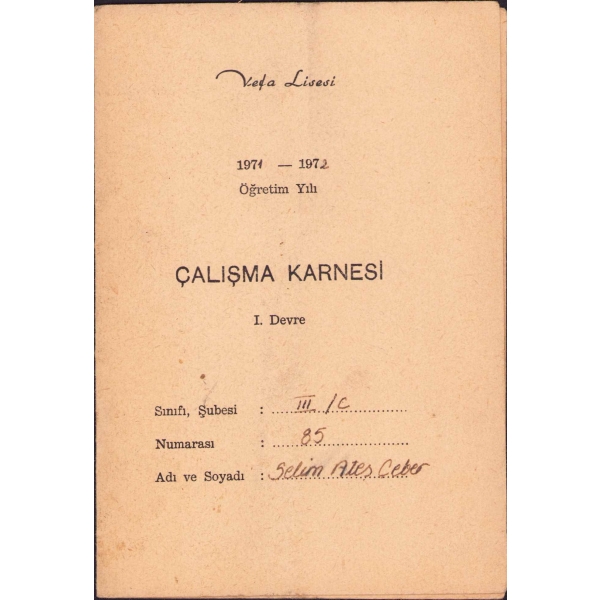 Vefa Lisesi
1971 — 1972
Öğretim Yılı
ÇALIŞMA KARNESİ
I. Devre
Sınıfı, Şubesi : III /C
Numarası : 85
Adı ve Soyadı : Selim Ateş Ceber